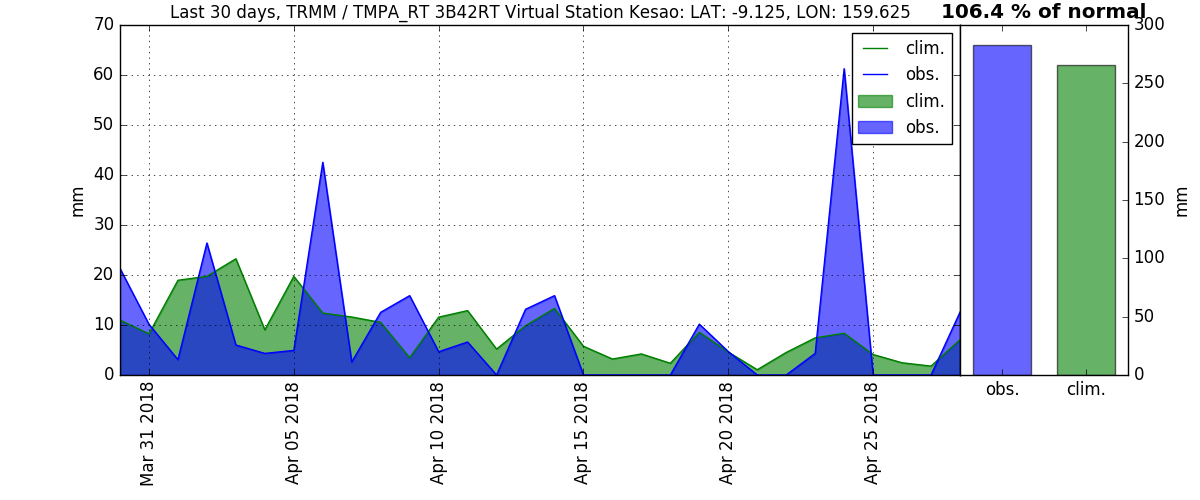 Last 30 days, TRMM / TMPA_RT 3B42RT Virtual Station Kesao: LAT: -9.125, LON: 159.625
106.4 % of normal
70
60
50
40
30
20
10
0
mm
clim.
obs.
clim.
obs.
300
250
200
150
100
50
0
mm
Mar 31 2018
Apr 05 2018
Apr 10 2018
Apr 15 2018
Apr 20 2018
Apr 25 2018
obs.
clim.